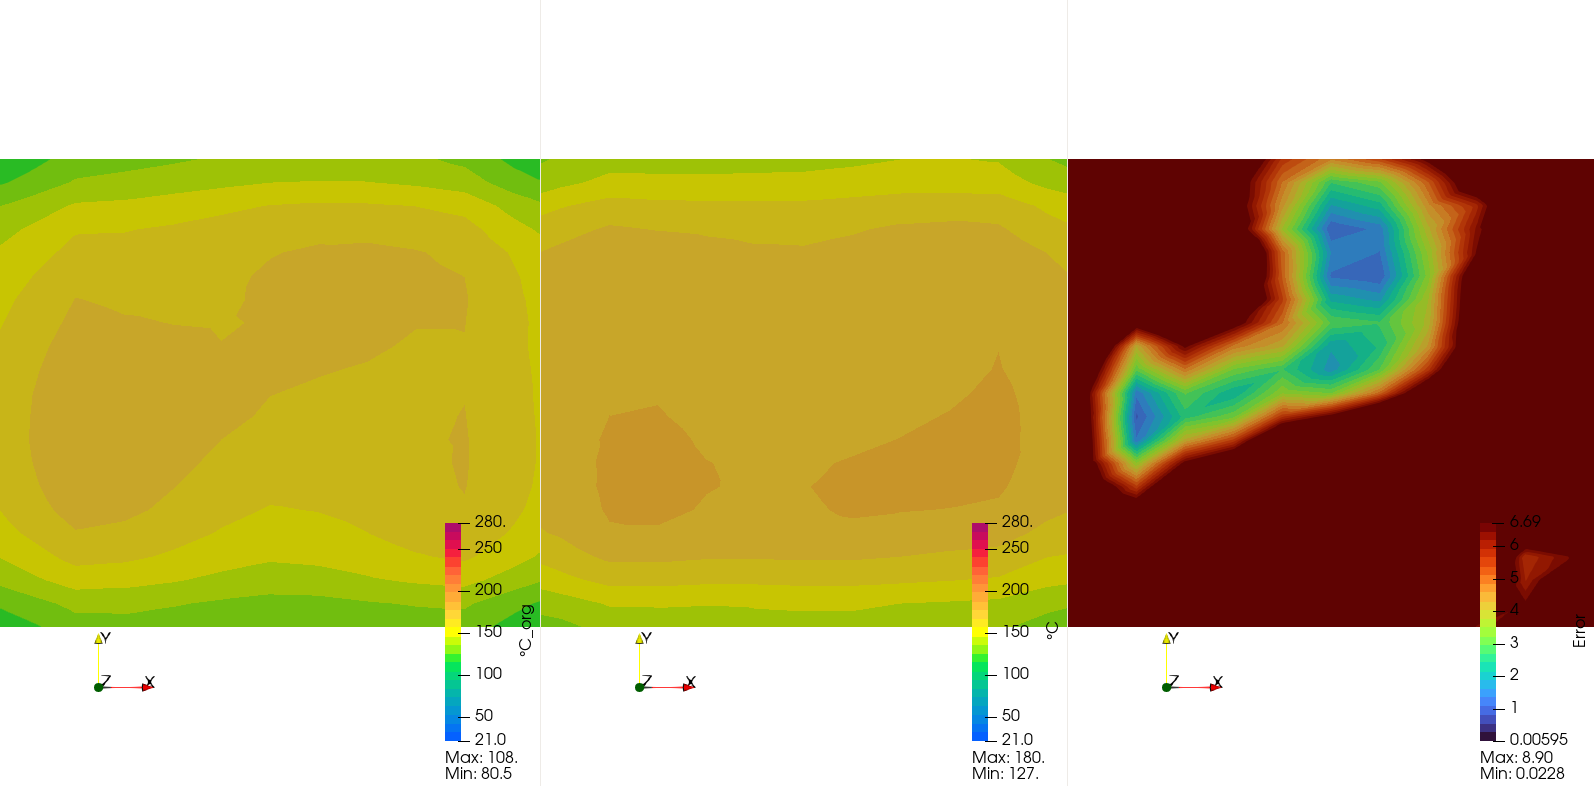 280.
250
200
150
100
50
21.0
°C_org
Max: 108.
Min: 80.5
Y
Z
X
280.
250
200
150
100
50
21.0
°C
Max: 180.
Min: 127.
Y
Z
X
6.69
6
5
4
3
2
1
0.00595
Error
Max: 8.90
Min: 0.0228
Y
Z
X